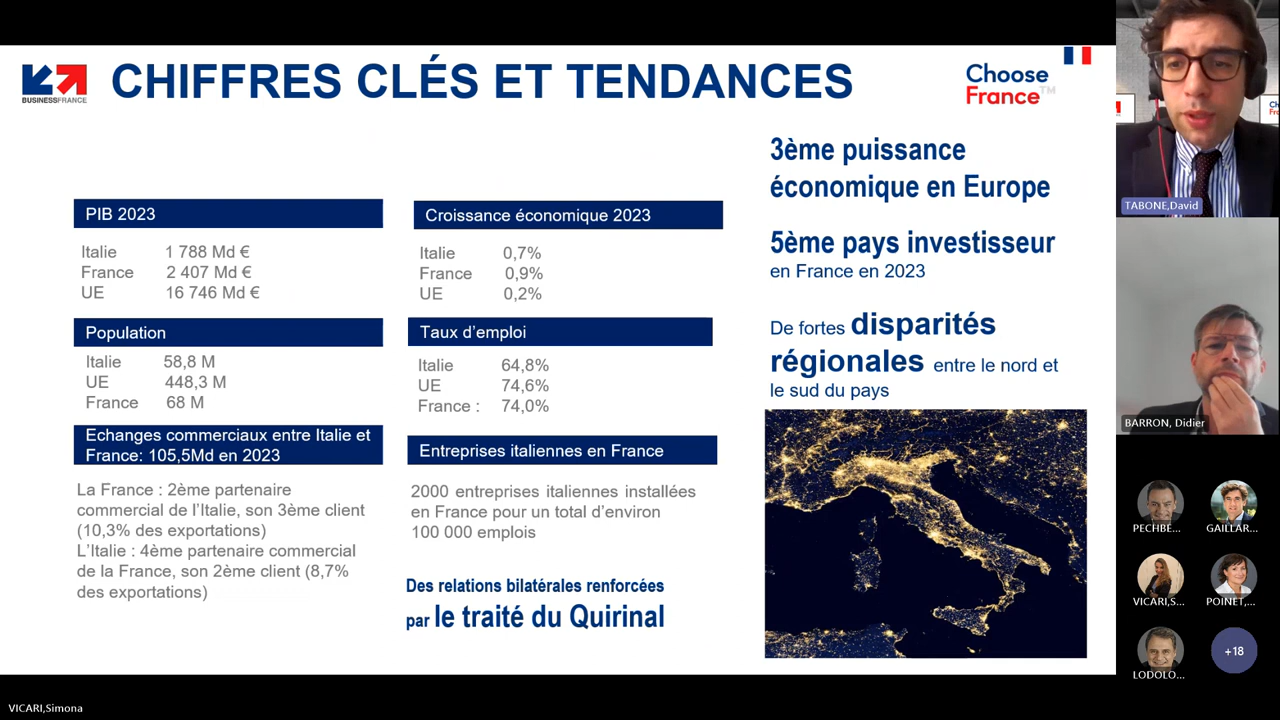 BUSINESSFRANCE
CHIFFRES CLÉS ET TENDANCES
Choose
France™
PIB 2023
Italie 1 788 Md €
France 2 407 Md €
UE 16 746 Md €
Croissance économique 2023
Italie 0,7%
France 0,9%
UE 0,2%
Population
Italie 58,8 M
UE 448,3 M
France 68 M
Taux d’emploi
Italie 64,8%
UE 74,6%
France : 74,0%
Echanges commerciaux entre Italie et
France: 105,5Md en 2023
La France : 2ème partenaire
commercial de l’Italie, son 3ème client
(10,3% des exportations)
L’Italie : 4ème partenaire commercial
de la France, son 2ème client (8,7%
des exportations)
Entreprises italiennes en France
2000 entreprises italiennes installées
en France pour un total d’environ
100 000 emplois
Des relations bilatérales renforcées
par le traité du Quirinal
3ème puissance
économique en Europe
5ème pays investisseur
en France en 2023
De fortes disparités
régionales entre le nord et
le sud du pays
TABONE,David
BARRON, Didier
PECHBE...
GAILLAR...
VICARI,S...
POINET,...
LODOLO...
+18
VICARI,Simona